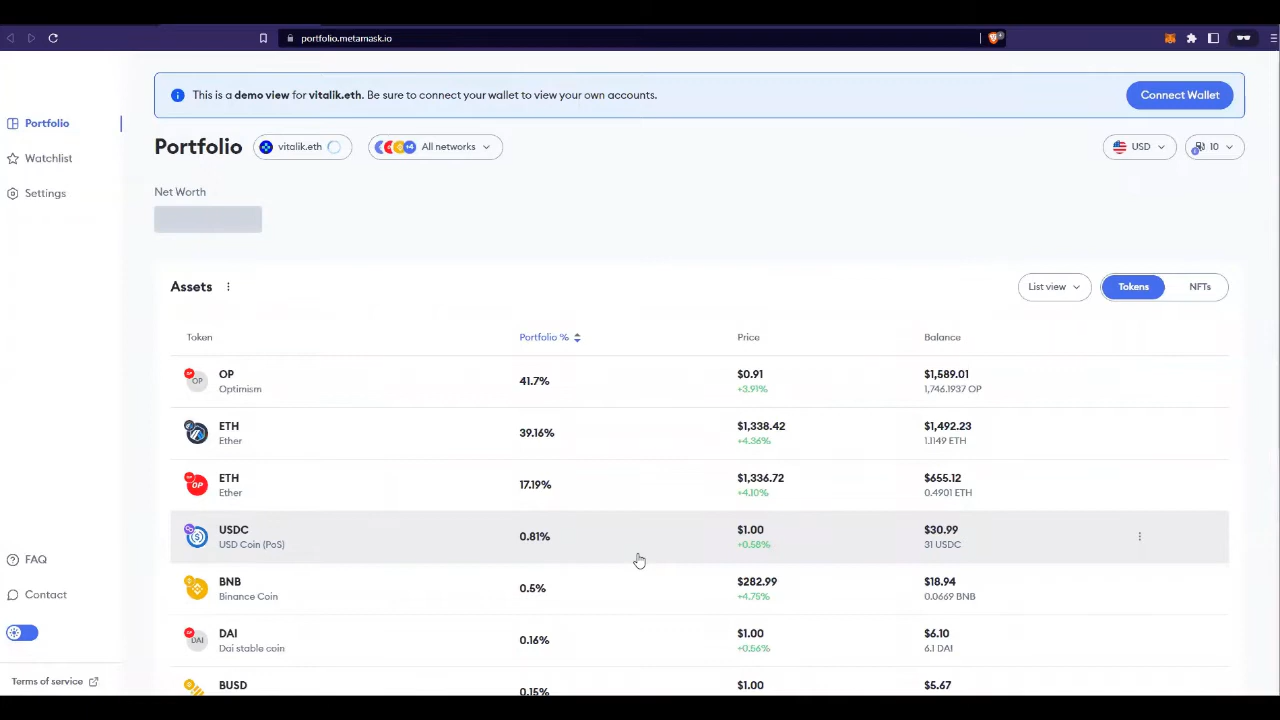 portfolio.metamask.io
This is a demo view for vitalik.eth. Be sure to connect your wallet to view your own accounts.
Connect Wallet
Portfolio
Watchlist
Settings
Portfolio
vitalik.eth
+4 All networks
USD
10
Net Worth
Assets
List view
Tokens
NFTs
Token Portfolio % Price Balance
OP $0.91 $1,589.01
OP 41.7%
Optimism +3.91% 1,746.1937 OP
ETH $1,338.42 $1,492.23
39.16%
Ether +4.36% 1.1149 ETH
ETH $1,336.72 $655.12
OP 17.19%
Ether +4.10% 0.4901 ETH
USDC $1.00 $30.99
0.81%
USD Coin (PoS) +0.58% 31 USDC
BNB $282.99 $18.94
0.5%
Binance Coin +4.75% 0.0669 BNB
DAI $1.00 $6.10
DAI 0.16%
Dai stable coin +0.56% 6.1 DAI
BUSD $1.00 $5.67
0.15%
FAQ
Contact
Terms of service